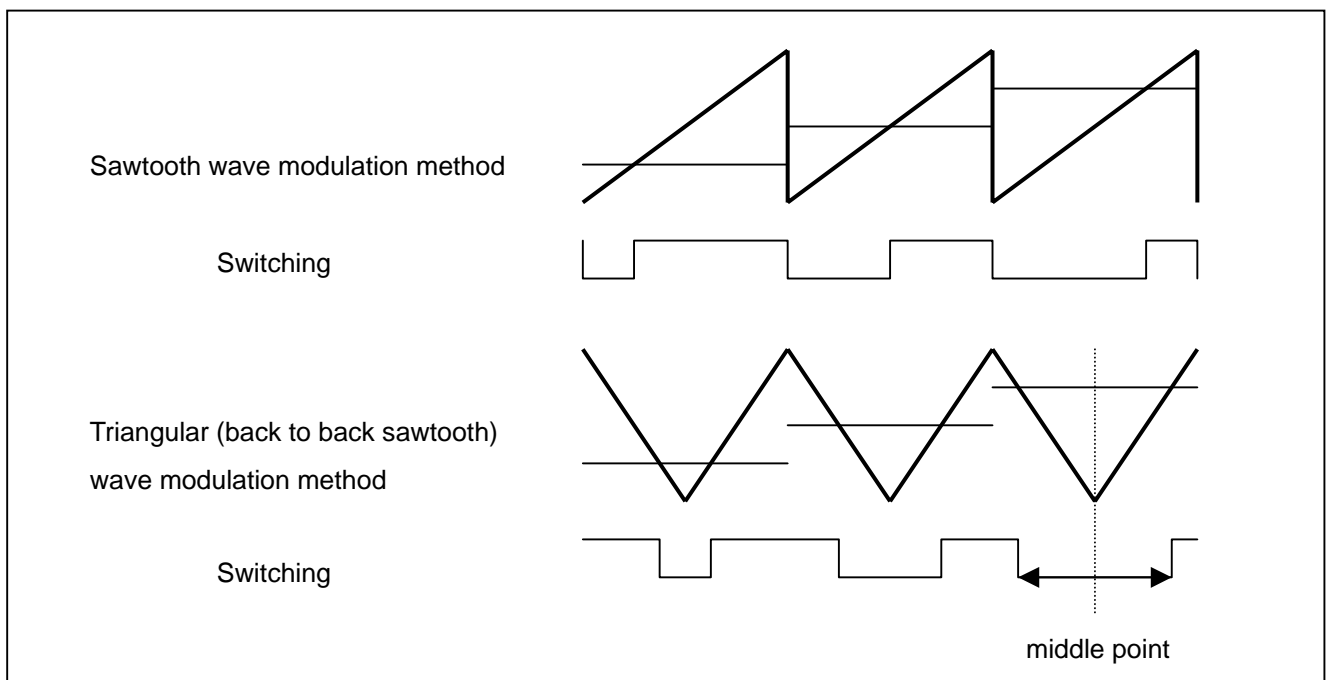 Sawtooth wave modulation method
Switching
Triangular (back to back sawtooth)
wave modulation method
Switching
middle point